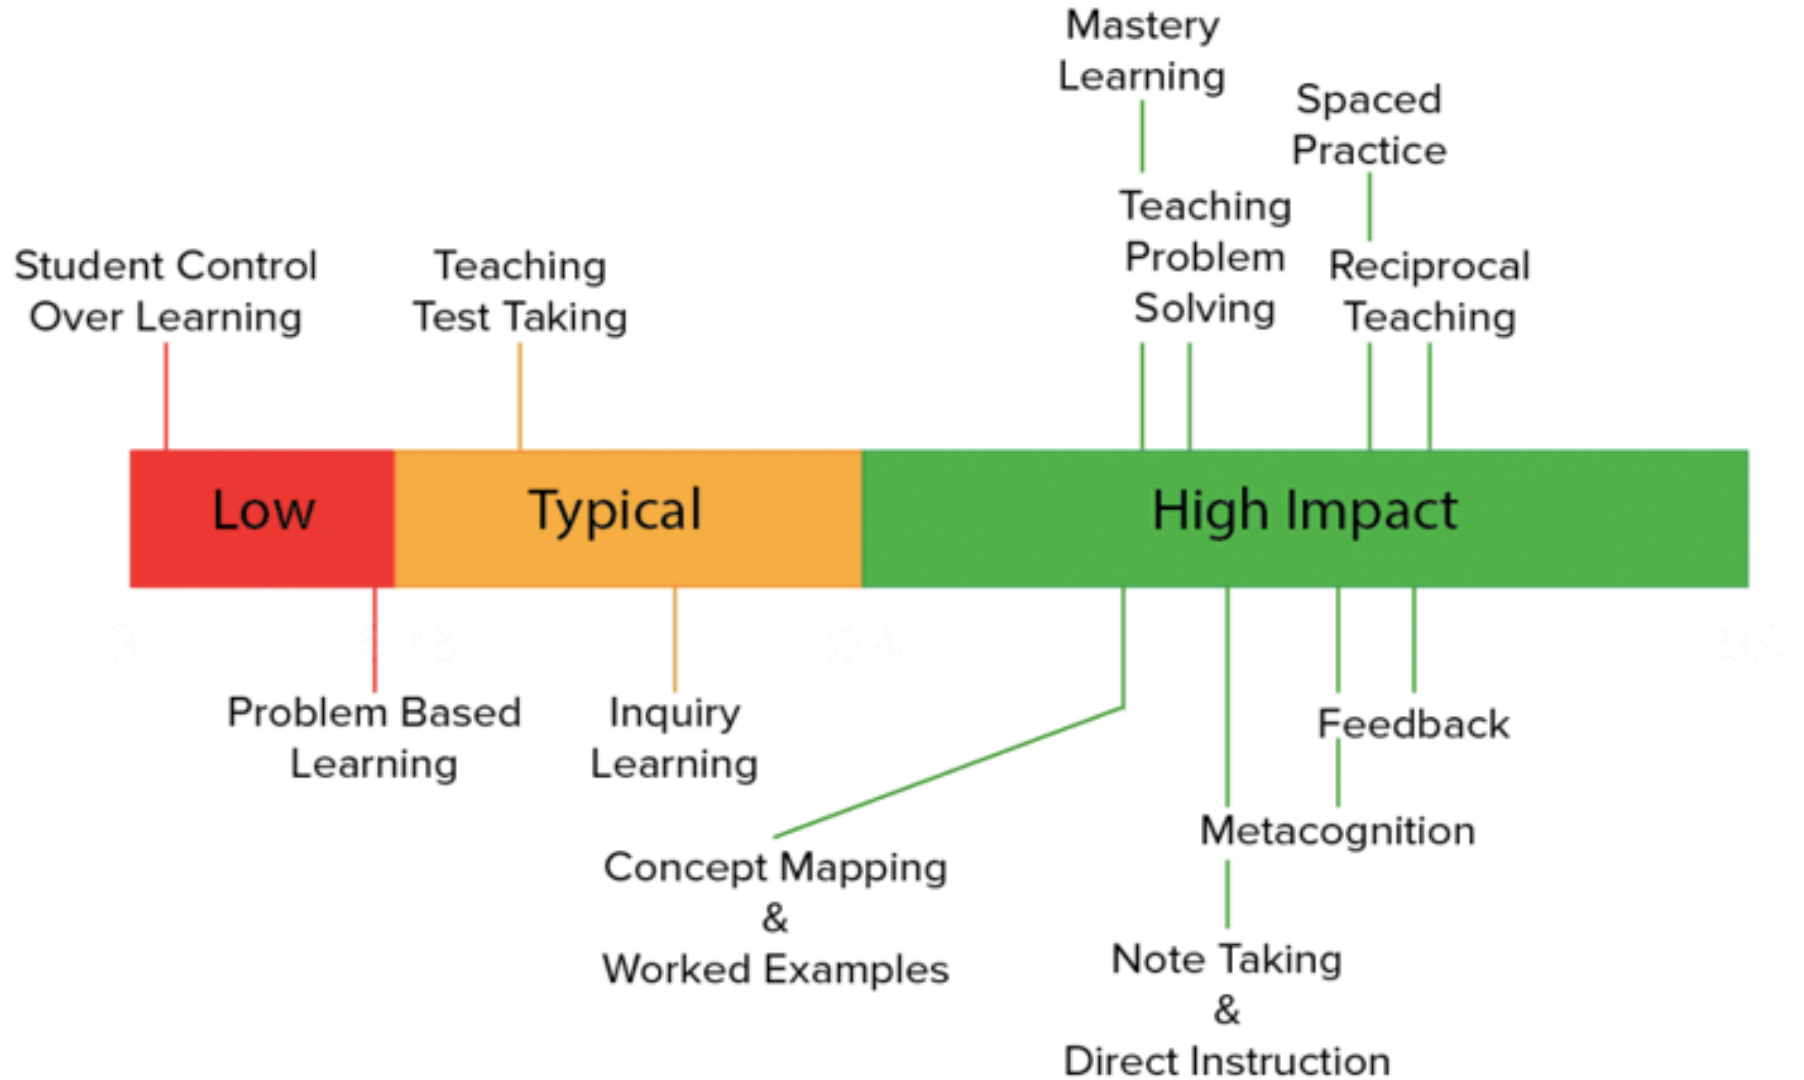 Mastery
Learning
Spaced
Practice
Teaching
Problem
Solving
Student Control
Over Learning
Teaching
Test Taking
Reciprocal
Teaching
Low
Typical
High Impact
Problem Based
Learning
Inquiry
Learning
Feedback
Metacognition
Concept Mapping
&
Worked Examples
Note Taking
&
Direct Instruction